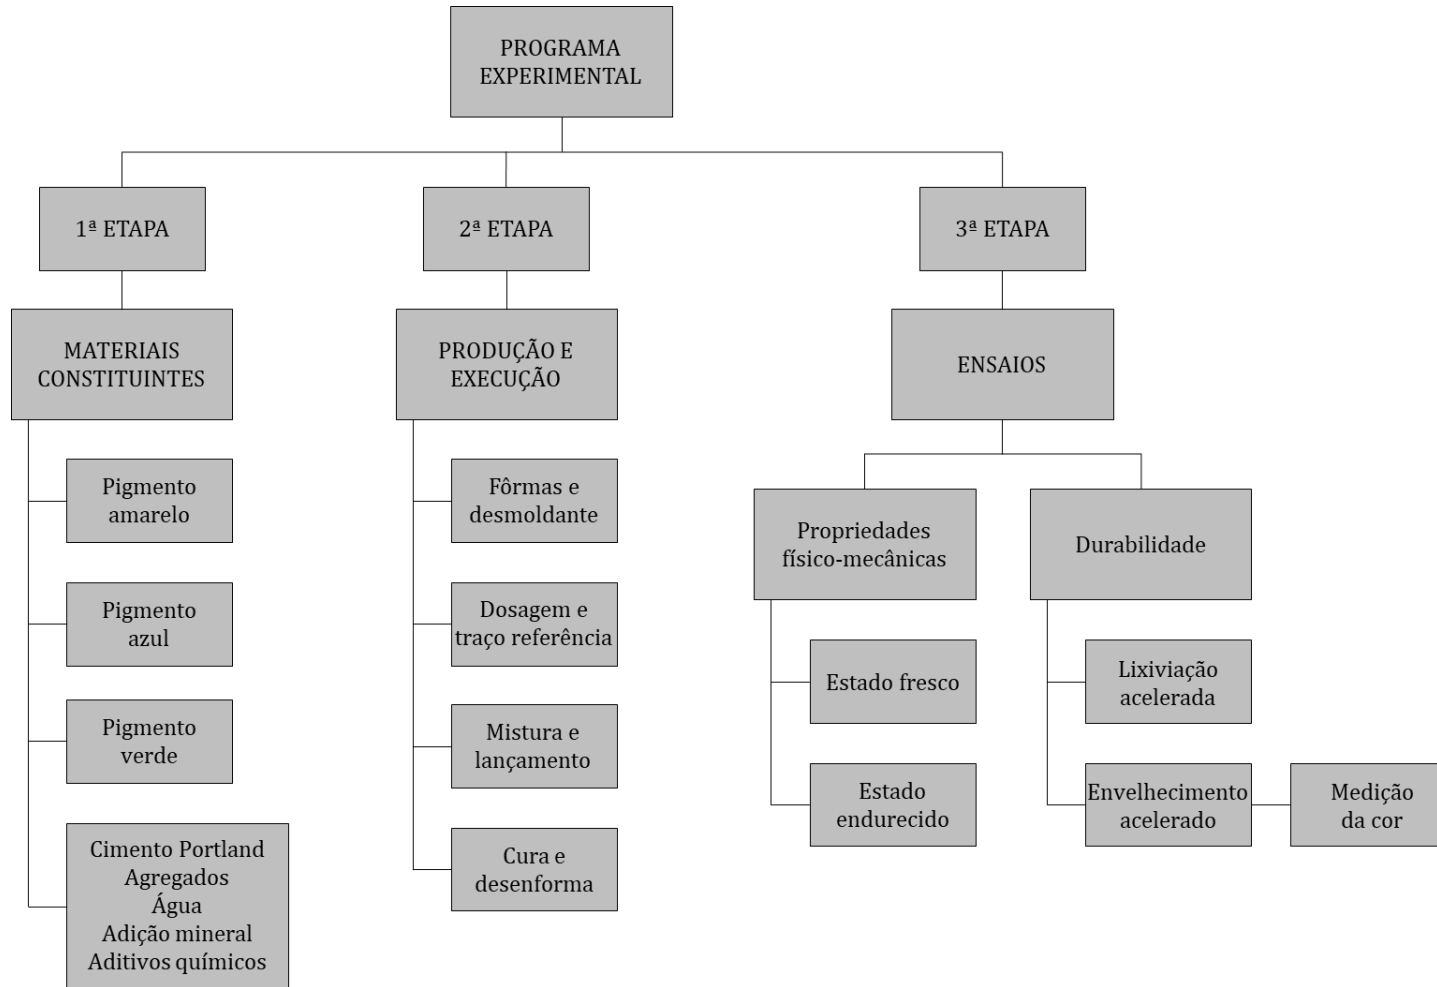 PROGRAMA
EXPERIMENTAL
1ª ETAPA
2ª ETAPA
3ª ETAPA
MATERIAIS
CONSTITUINTES
PRODUÇÃO E
EXECUÇÃO
ENSAIOS
Pigmento
amarelo
Pigmento
azul
Pigmento
verde
Cimento Portland
Agregados
Água
Adição mineral
Aditivos químicos
Fôrmas e
desmoldante
Dosagem e
traço referência
Mistura e
lançamento
Cura e
desenforma
Propriedades
físico-mecânicas
Estado fresco
Estado
endurecido
Durabilidade
Lixiviação
acelerada
Envelhecimento
acelerado
Medição
da cor